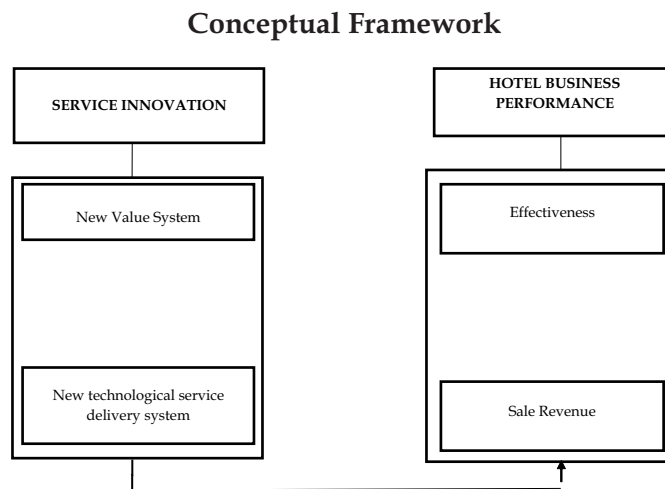 Conceptual Framework
SERVICE INNOVATION
HOTEL BUSINESS
PERFORMANCE
New Value System
Effectiveness
New technological service
delivery system
Sale Revenue